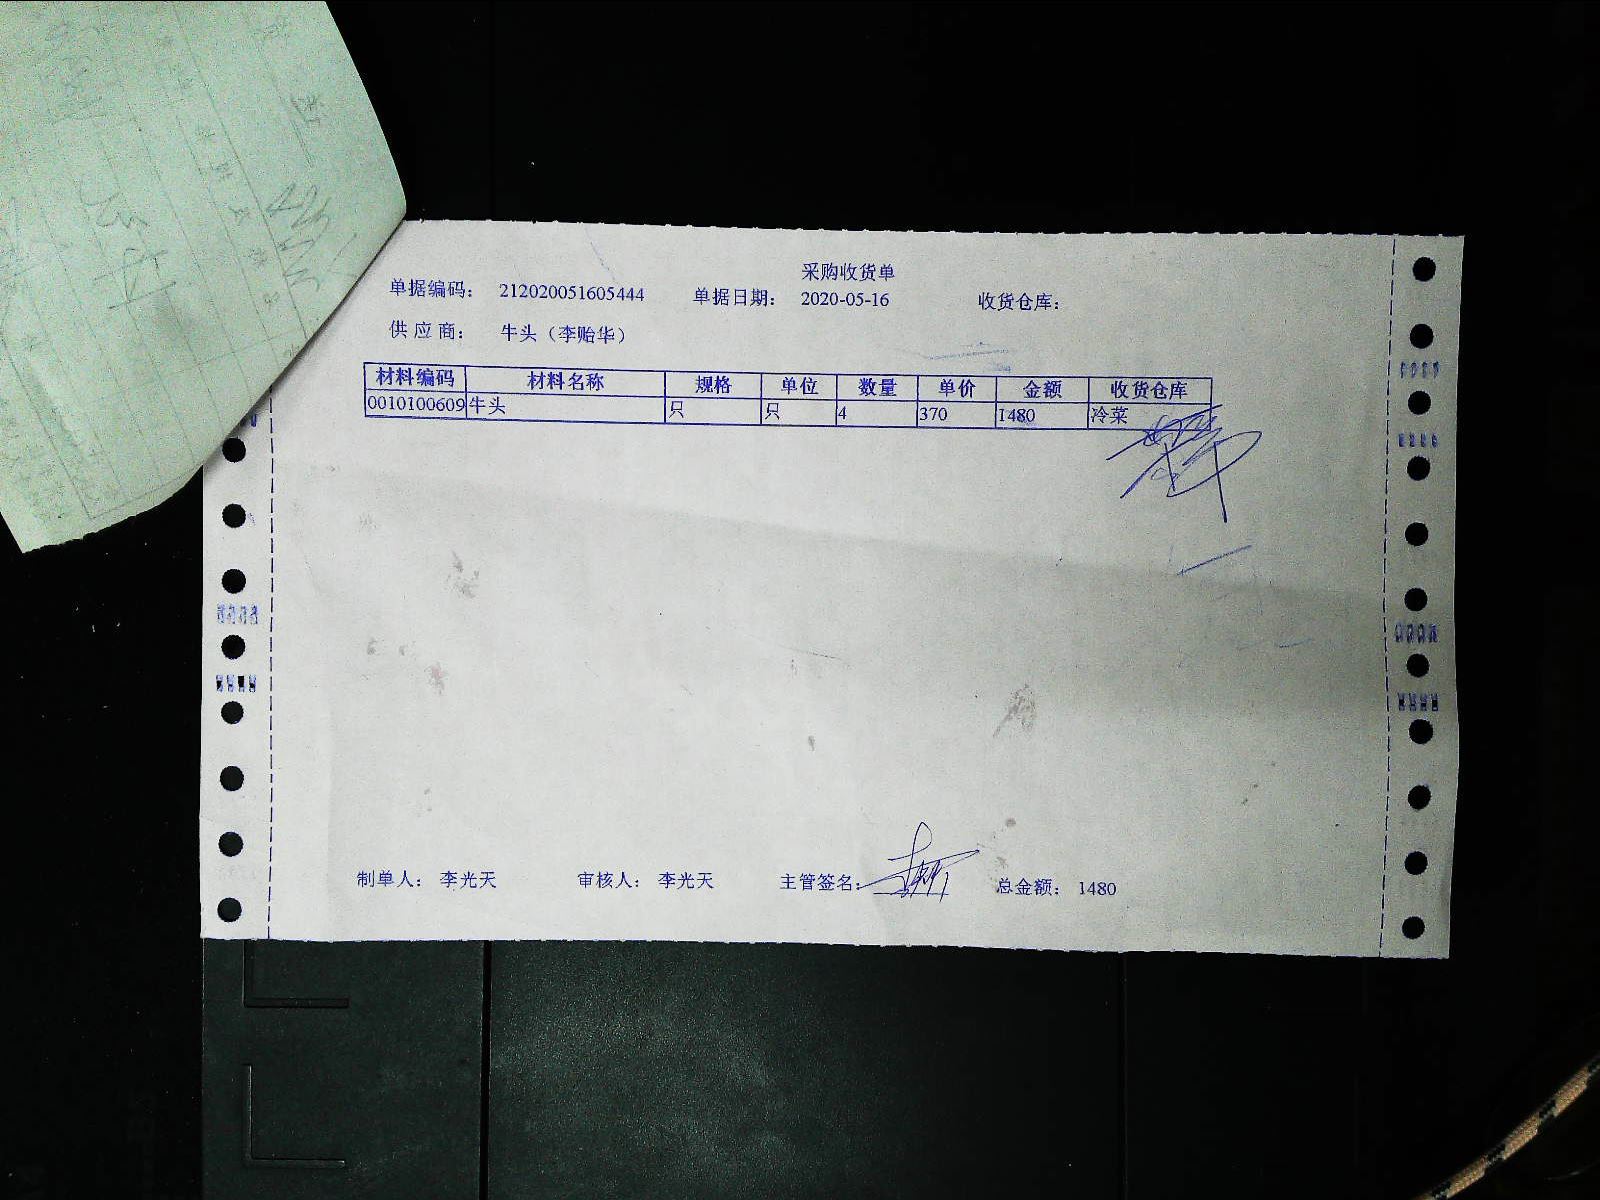 采购收货单
单据编码: 212020051605444 单据日期: 2020-05-16 收货仓库:
供应商: 牛头（李贻华）
材料编码 材料名称 规格 单位 数量 单价 金额 收货仓库
0010100609 牛头 只 只 4 370 1480 冷菜
制单人: 李光天 审核人: 李光天 主管签名: 总金额: 1480